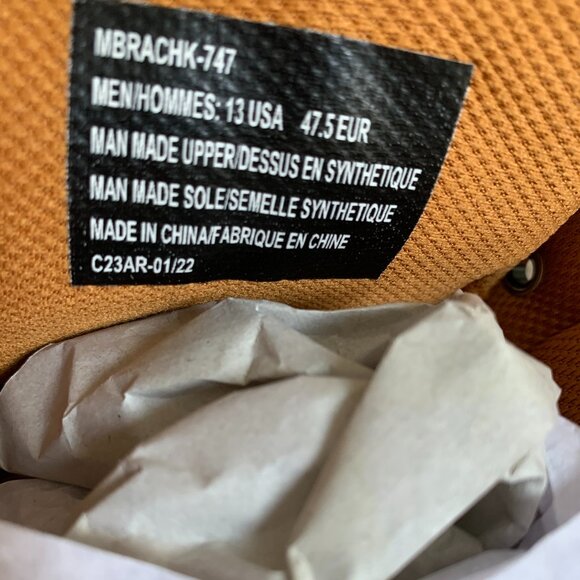 MBRACHK-747
MEN/HOMMES: 13 USA 47.5 EUR
MAN MADE UPPER/DESSUS EN SYNTHETIQUE
MAN MADE SOLE/SEMELLE SYNTHETIQUE
MADE IN CHINA/FABRIQUE EN CHINE
C23AR-01/22